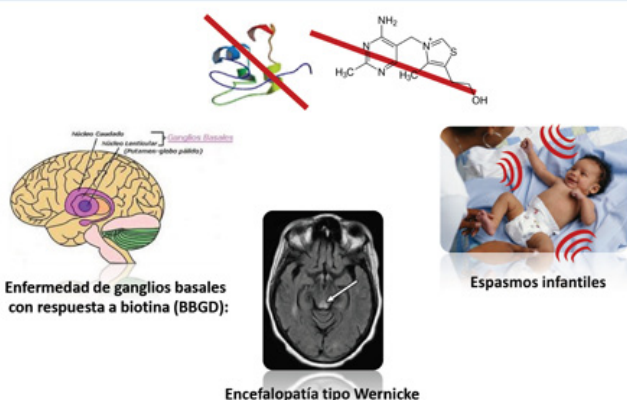 NH₂
N
N
N
+
S
H₃C
CH₃
OH
Núcleo Caudado
Núcleo Lenticular
(Putamen-globo pálido)
Ganglios Basales
Enfermedad de ganglios basales
con respuesta a biotina (BBGD):
Espasmos infantiles
Encefalopatía tipo Wernicke